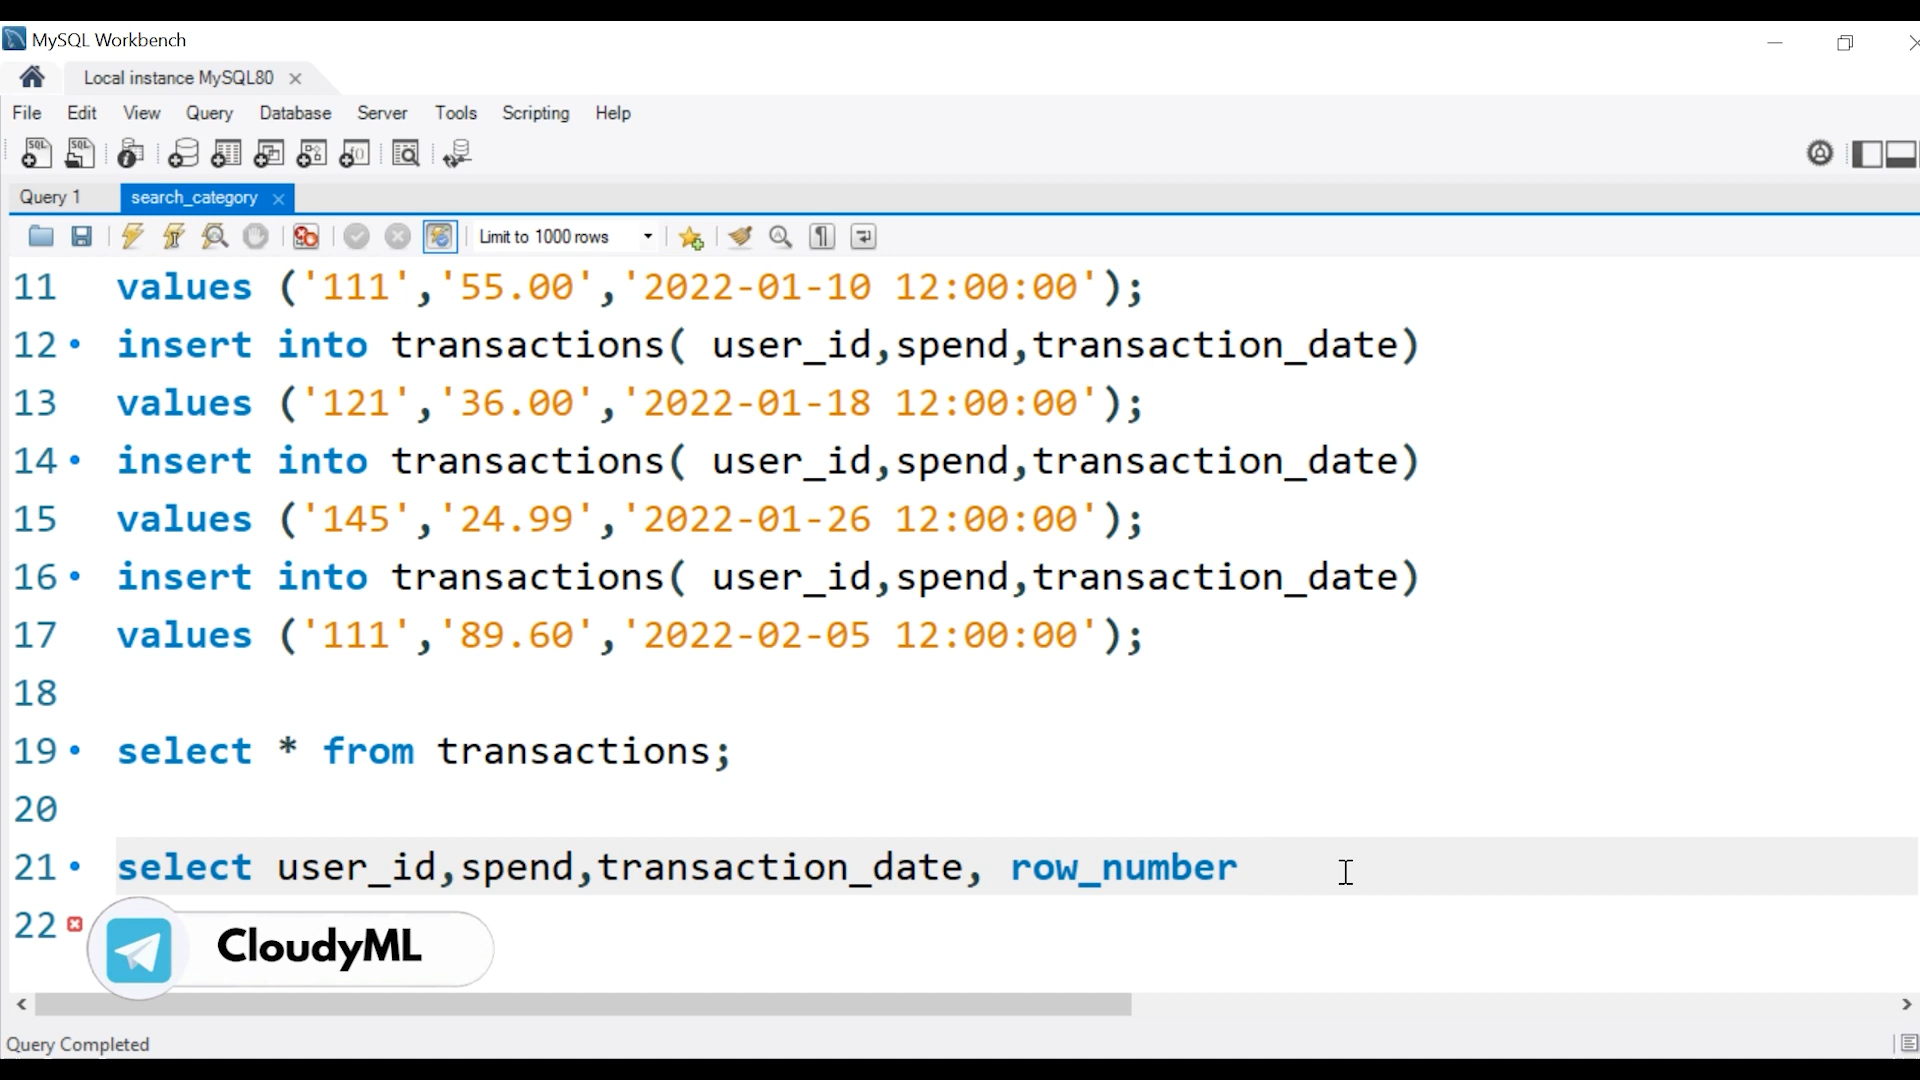 MySQL Workbench
Local instance MySQL80
File Edit View Query Database Server Tools Scripting Help
SQL SQL
Query 1 search_category
Limit to 1000 rows
11 values ('111','55.00','2022-01-10 12:00:00');
12 insert into transactions( user_id,spend,transaction_date)
13 values ('121','36.00','2022-01-18 12:00:00');
14 insert into transactions( user_id,spend,transaction_date)
15 values ('145','24.99','2022-01-26 12:00:00');
16 insert into transactions( user_id,spend,transaction_date)
17 values ('111','89.60','2022-02-05 12:00:00');
18
19 select * from transactions;
20
21 select user_id,spend,transaction_date, row_number
22
CloudyML
Query Completed